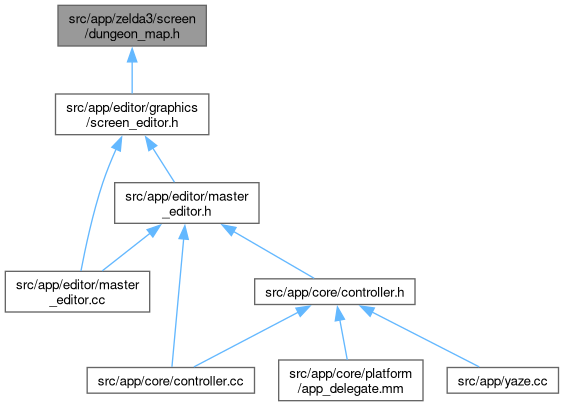 src/app/zelda3/screen
/dungeon_map.h
src/app/editor/graphics
/screen_editor.h
src/app/editor/master
_editor.h
src/app/editor/master
_editor.cc
src/app/core/controller.h
src/app/core/controller.cc
src/app/core/platform
/app_delegate.mm
src/app/yaze.cc